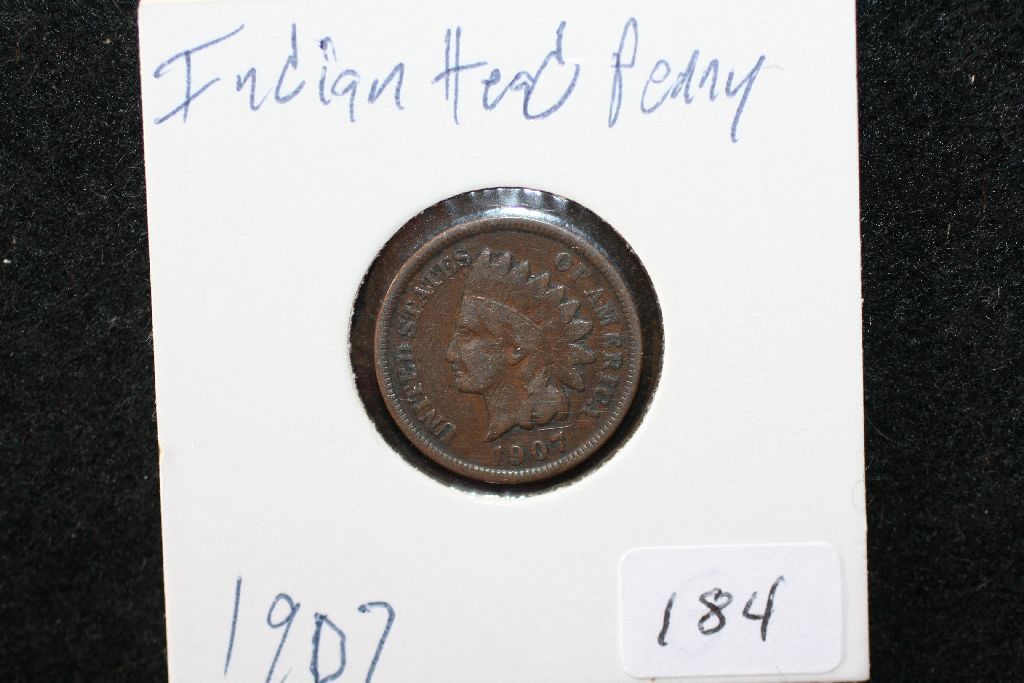 Indian Head Penny
UNITED STATES OF AMERICA
1907
1907
184